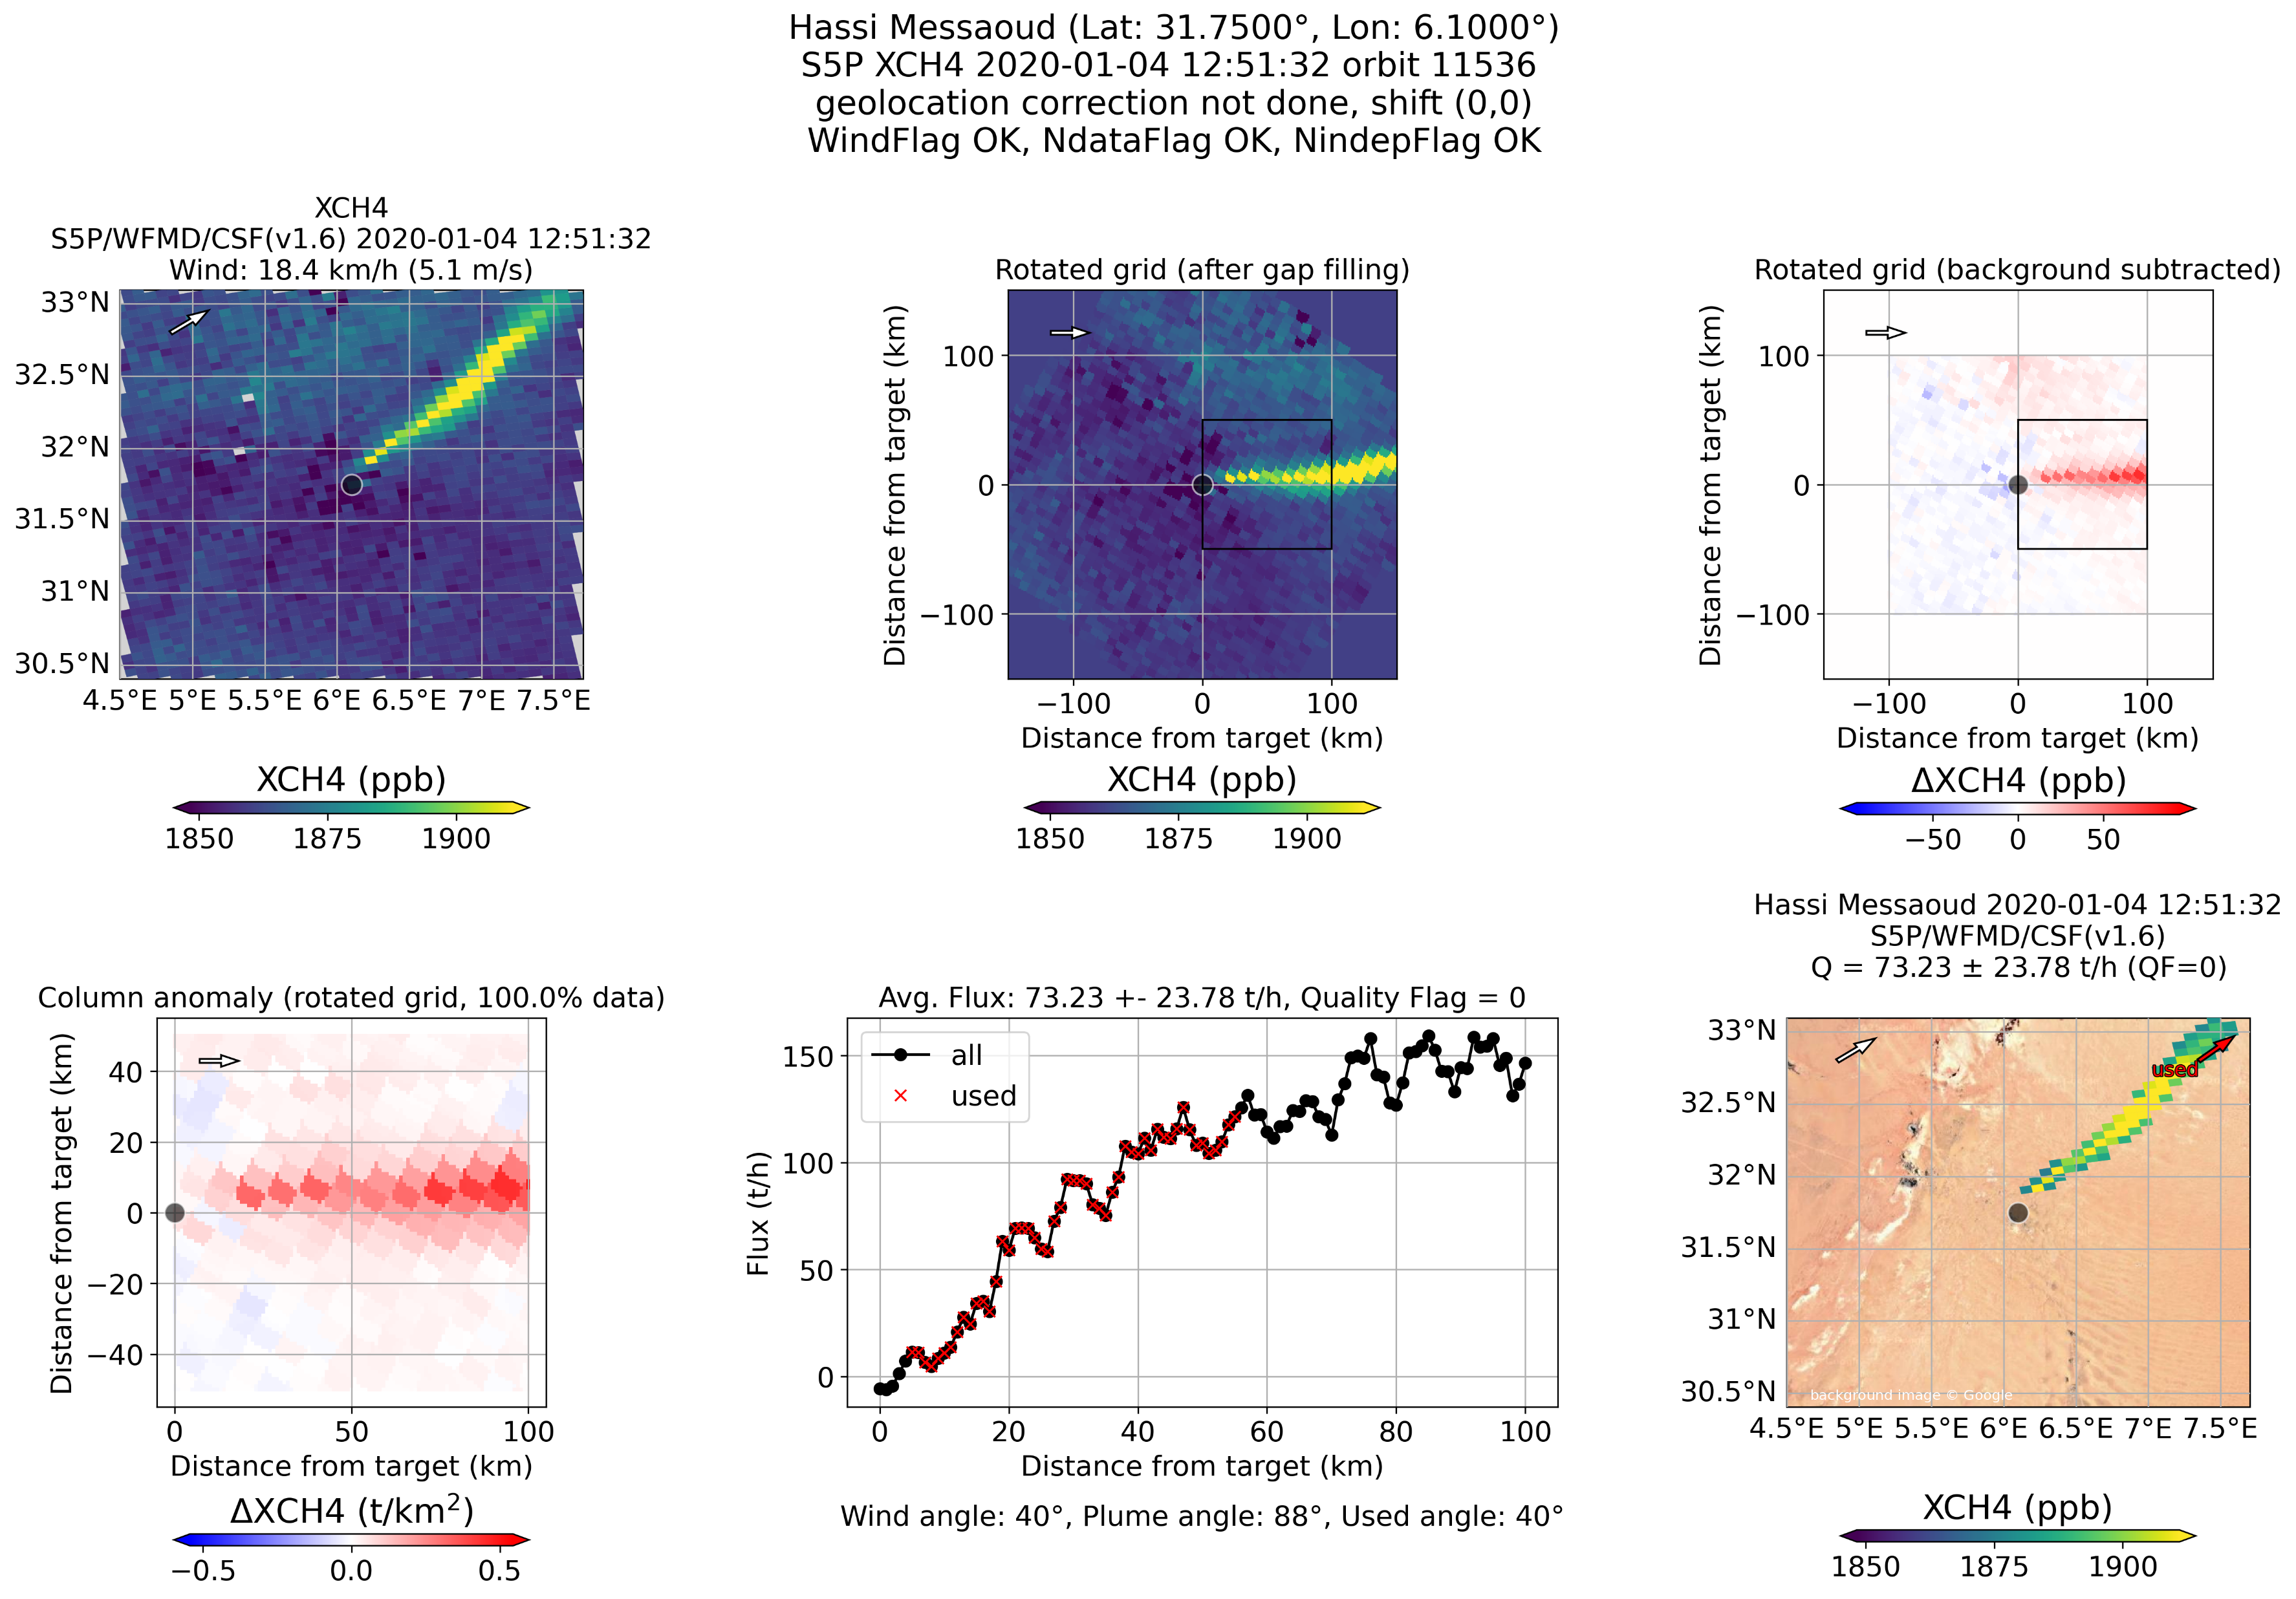 Hassi Messaoud (Lat: 31.7500°, Lon: 6.1000°)
S5P XCH4 2020-01-04 12:51:32 orbit 11536
geolocation correction not done, shift (0,0)
WindFlag OK, NdataFlag OK, NindepFlag OK
XCH4
S5P/WFMD/CSF(v1.6) 2020-01-04 12:51:32
Wind: 18.4 km/h (5.1 m/s)
33°N
32.5°N
32°N
31.5°N
31°N
30.5°N
4.5°E 5°E 5.5°E 6°E 6.5°E 7°E 7.5°E
XCH4 (ppb)
1850 1875 1900
Rotated grid (after gap filling)
Distance from target (km)
100
0
−100
−100 0 100
Distance from target (km)
XCH4 (ppb)
1850 1875 1900
Rotated grid (background subtracted)
Distance from target (km)
100
0
−100
−100 0 100
Distance from target (km)
ΔXCH4 (ppb)
−50 0 50
Column anomaly (rotated grid, 100.0% data)
Distance from target (km)
40
20
0
−20
−40
0 50 100
Distance from target (km)
ΔXCH4 (t/km²)
−0.5 0.0 0.5
Avg. Flux: 73.23 +- 23.78 t/h, Quality Flag = 0
all
used
Flux (t/h)
150
100
50
0
0 20 40 60 80 100
Distance from target (km)
Wind angle: 40°, Plume angle: 88°, Used angle: 40°
Hassi Messaoud 2020-01-04 12:51:32
S5P/WFMD/CSF(v1.6)
Q = 73.23 ± 23.78 t/h (QF=0)
33°N
32.5°N
32°N
31.5°N
31°N
30.5°N
used
background image © Google
4.5°E 5°E 5.5°E 6°E 6.5°E 7°E 7.5°E
XCH4 (ppb)
1850 1875 1900